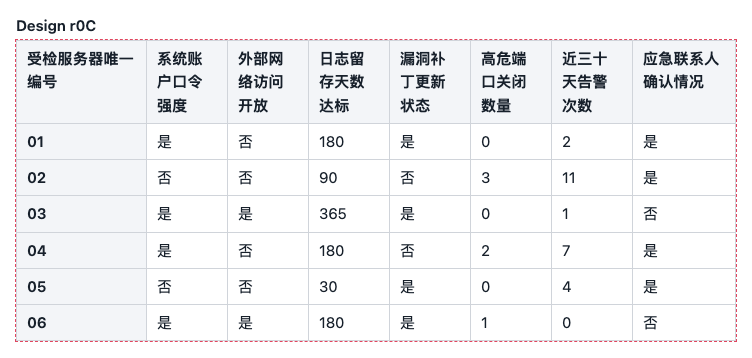 Design r0C
受检服务器唯一编号 系统账户口令强度 外部网络访问开放 日志留存天数达标 漏洞补丁更新状态 高危端口关闭数量 近三十天告警次数 应急联系人确认情况
01 是 否 180 是 0 2 是
02 否 否 90 否 3 11 是
03 是 是 365 是 0 1 否
04 是 否 180 否 2 7 是
05 否 否 30 是 0 4 是
06 是 是 180 是 1 0 否